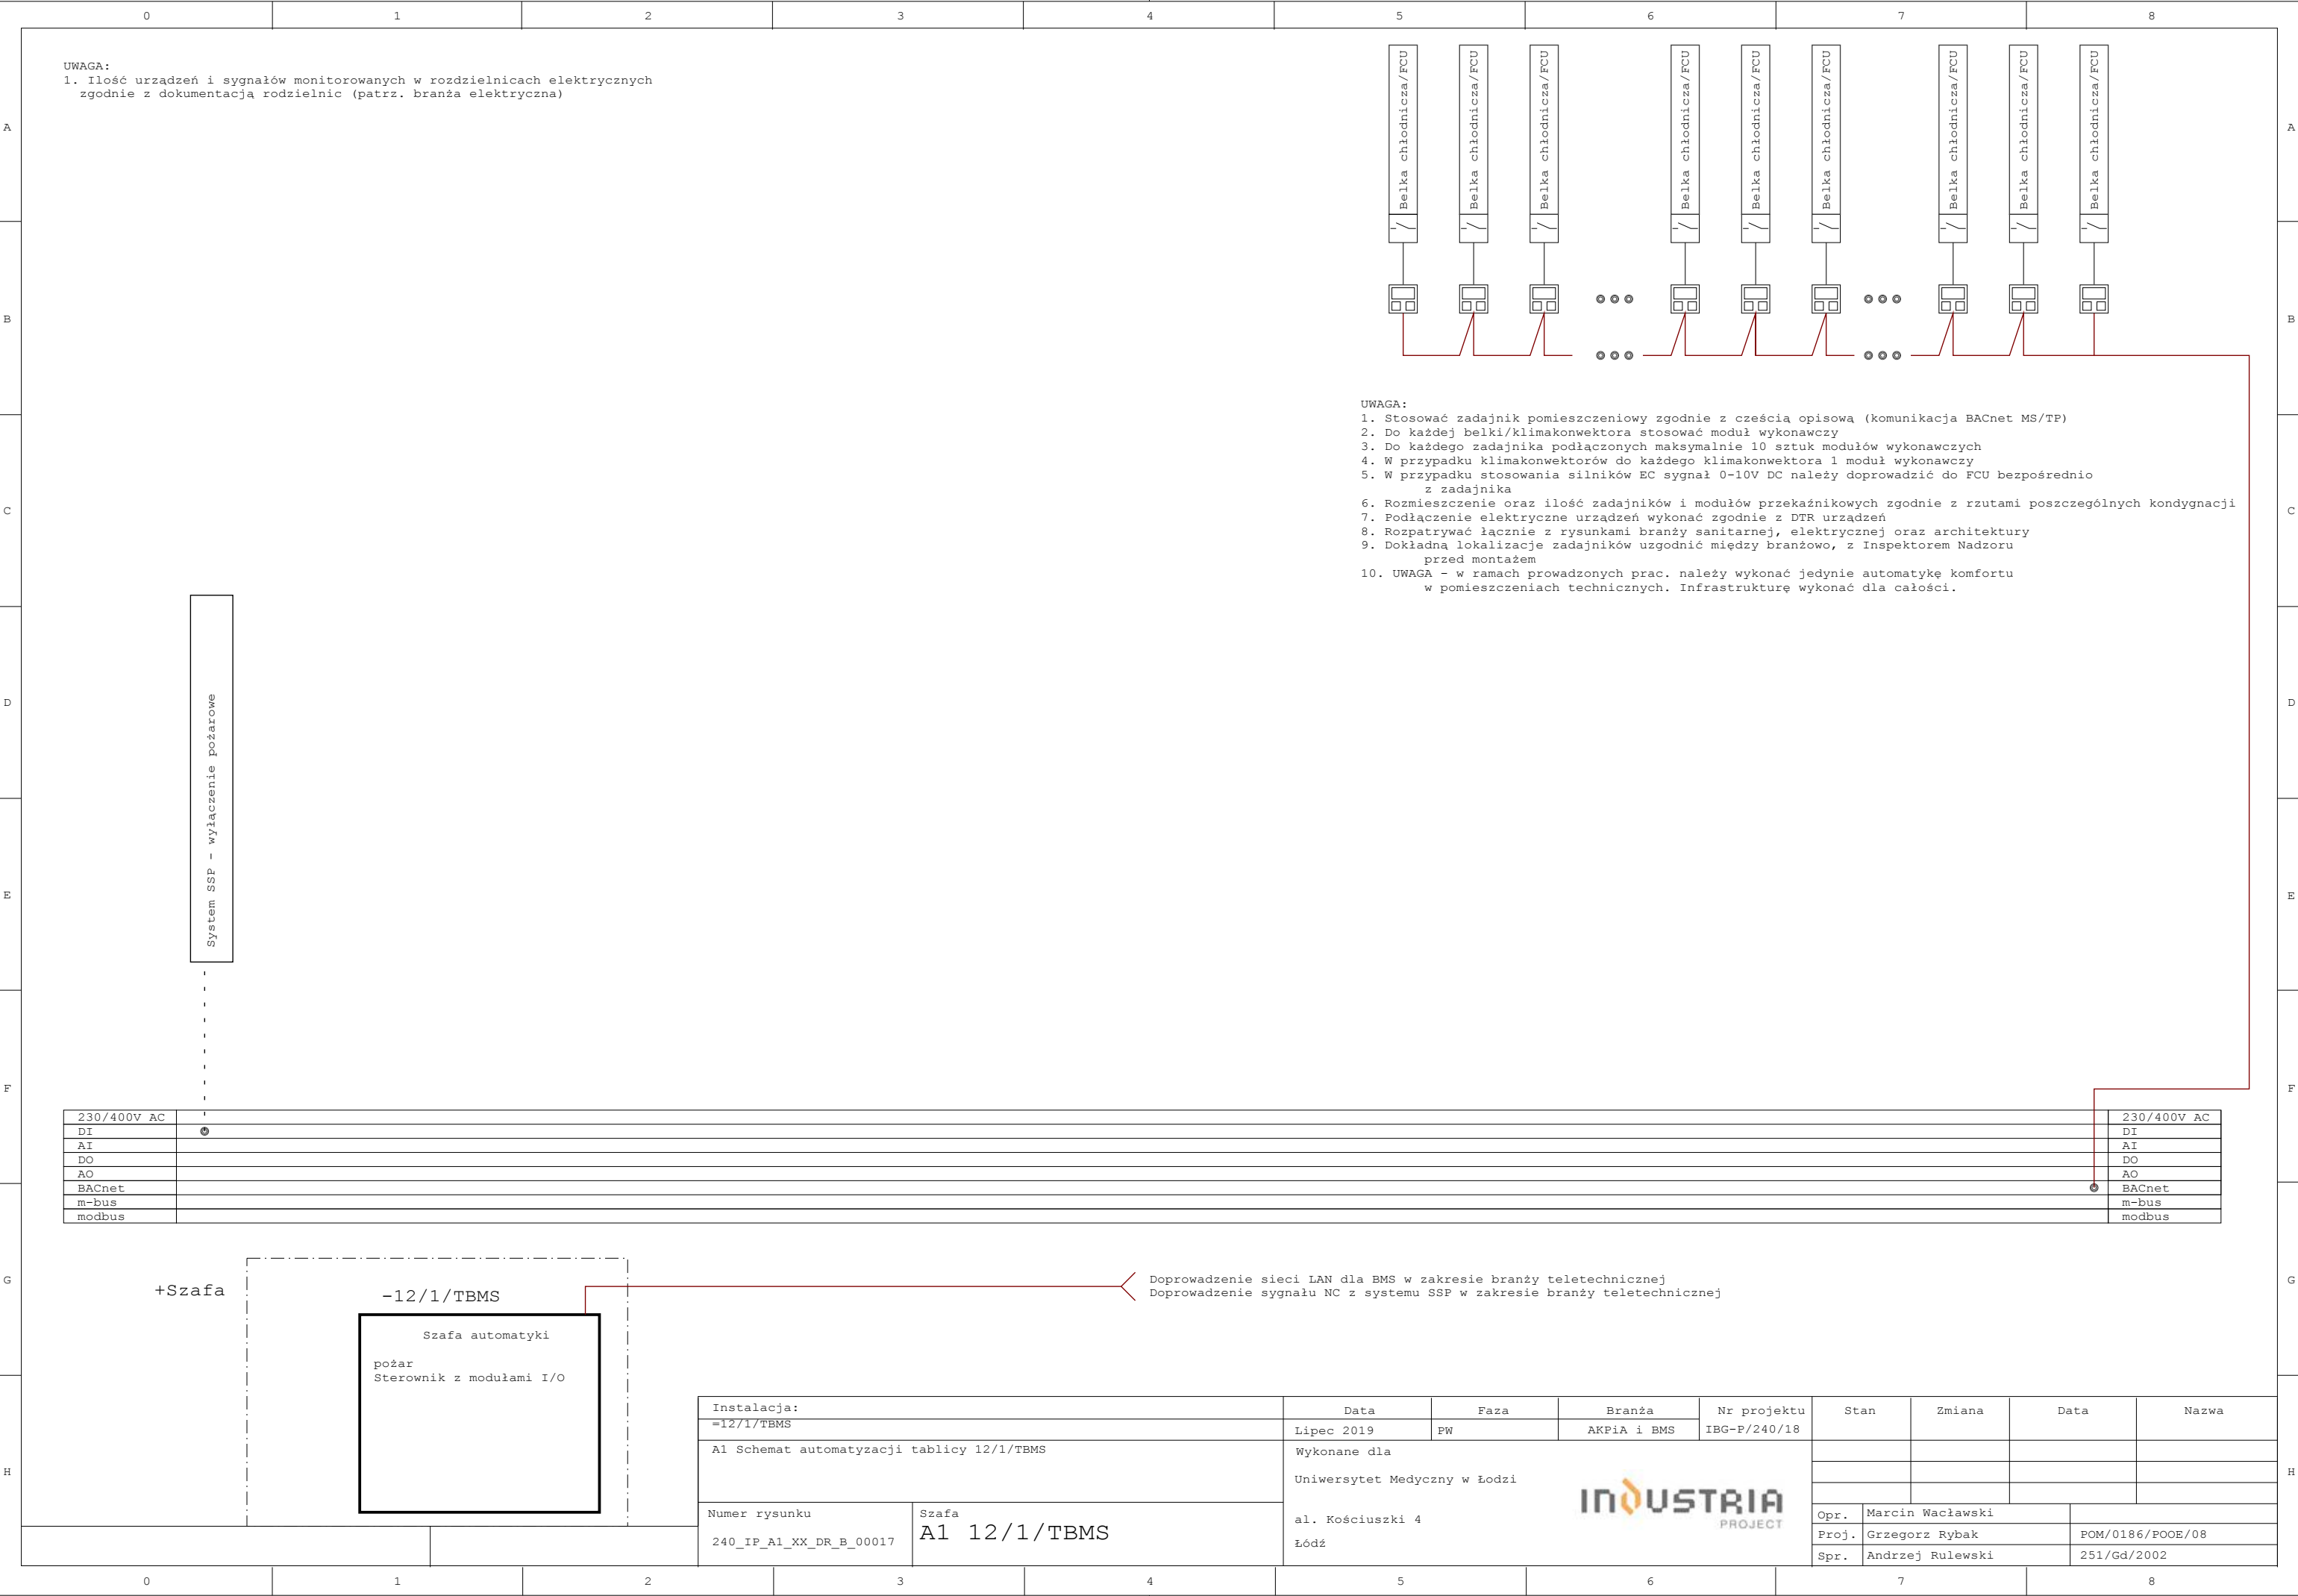 0 1 2 3 4 5 6 7 8
UWAGA:
1. Ilość urządzeń i sygnałów monitorowanych w rozdzielnicach elektrycznych
zgodnie z dokumentacją rodzielnic (patrz. branża elektryczna)
Belka chłodnicza/FCU
Belka chłodnicza/FCU
Belka chłodnicza/FCU
Belka chłodnicza/FCU
Belka chłodnicza/FCU
Belka chłodnicza/FCU
Belka chłodnicza/FCU
Belka chłodnicza/FCU
Belka chłodnicza/FCU
A A
B B
UWAGA:
1. Stosować zadajnik pomieszczeniowy zgodnie z cześcią opisową (komunikacja BACnet MS/TP)
2. Do każdej belki/klimakonwektora stosować moduł wykonawczy
3. Do każdego zadajnika podłączonych maksymalnie 10 sztuk modułów wykonawczych
4. W przypadku klimakonwektorów do każdego klimakonwektora 1 moduł wykonawczy
5. W przypadku stosowania silników EC sygnał 0-10V DC należy doprowadzić do FCU bezpośrednio
z zadajnika
6. Rozmieszczenie oraz ilość zadajników i modułów przekaźnikowych zgodnie z rzutami poszczególnych kondygnacji
7. Podłączenie elektryczne urządzeń wykonać zgodnie z DTR urządzeń
8. Rozpatrywać łącznie z rysunkami branży sanitarnej, elektrycznej oraz architektury
9. Dokładną lokalizacje zadajników uzgodnić między branżowo, z Inspektorem Nadzoru
przed montażem
10. UWAGA - w ramach prowadzonych prac. należy wykonać jedynie automatykę komfortu
w pomieszczeniach technicznych. Infrastrukturę wykonać dla całości.
C C
D D
System SSP - wyłączenie pożarowe
E E
F F
230/400V AC 230/400V AC
DI DI
AI AI
DO DO
AO AO
BACnet BACnet
m-bus m-bus
modbus modbus
G G
+Szafa
-12/1/TBMS
Szafa automatyki
pożar
Sterownik z modułami I/O
Doprowadzenie sieci LAN dla BMS w zakresie branży teletechnicznej
Doprowadzenie sygnału NC z systemu SSP w zakresie branży teletechnicznej
H H
Instalacja:
=12/1/TBMS
A1 Schemat automatyzacji tablicy 12/1/TBMS
Numer rysunku
240_IP_A1_XX_DR_B_00017
Szafa
A1 12/1/TBMS
Data Faza Branża Nr projektu
Lipec 2019 PW AKPiA i BMS IBG-P/240/18
Wykonane dla
Uniwersytet Medyczny w Łodzi
al. Kościuszki 4
Łódź
INDUSTRIA
PROJECT
Stan Zmiana Data Nazwa
Opr. Marcin Wacławski
Proj. Grzegorz Rybak POM/0186/POOE/08
Spr. Andrzej Rulewski 251/Gd/2002
0 1 2 3 4 5 6 7 8